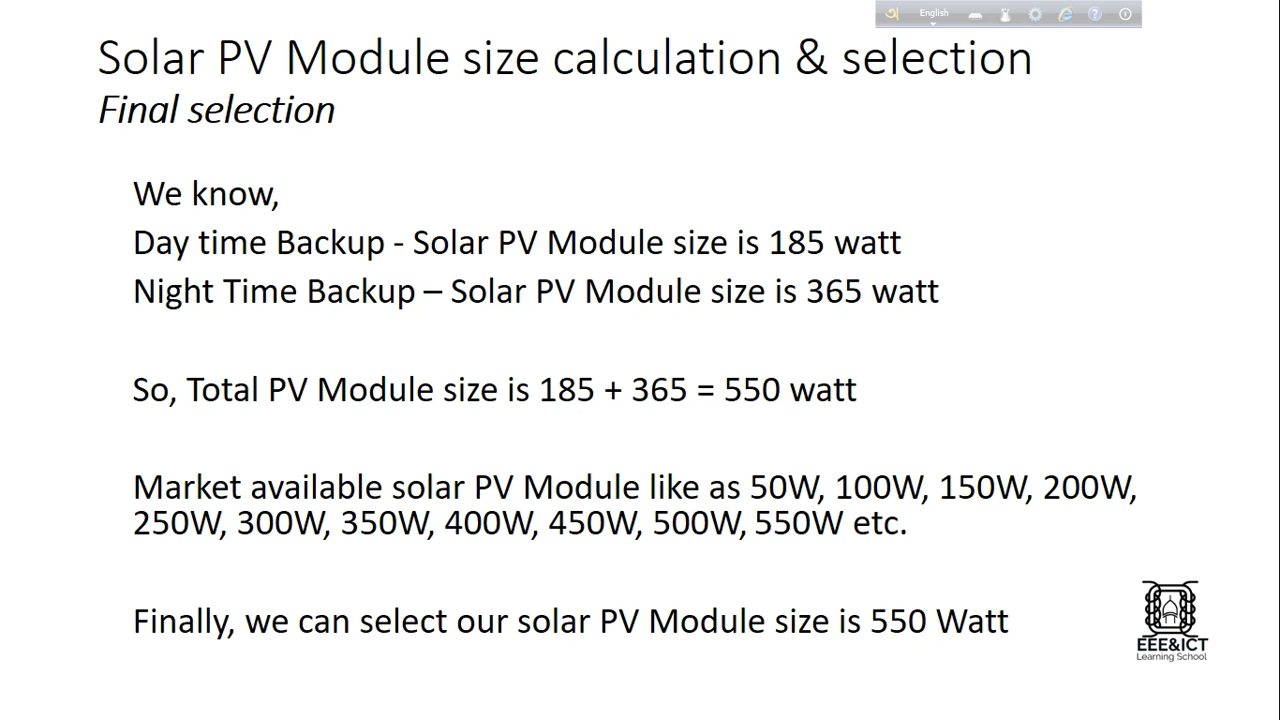 English
Solar PV Module size calculation & selection
Final selection
We know,
Day time Backup - Solar PV Module size is 185 watt
Night Time Backup – Solar PV Module size is 365 watt
So, Total PV Module size is 185 + 365 = 550 watt
Market available solar PV Module like as 50W, 100W, 150W, 200W,
250W, 300W, 350W, 400W, 450W, 500W, 550W etc.
Finally, we can select our solar PV Module size is 550 Watt
EEE&ICT
Learning School